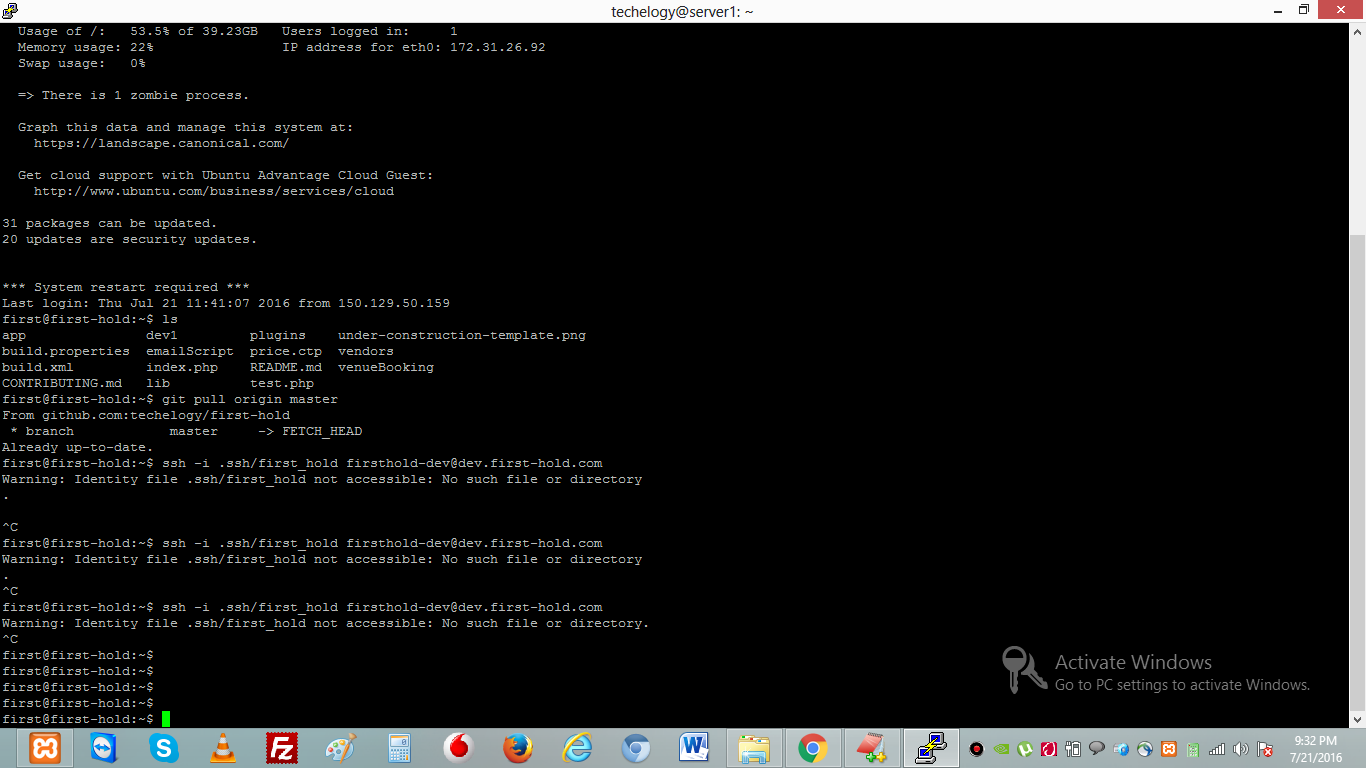 techelogy@server1: ~
Usage of /: 53.5% of 39.23GB Users logged in: 1
Memory usage: 22% IP address for eth0: 172.31.26.92
Swap usage: 0%
=> There is 1 zombie process.
Graph this data and manage this system at:
https://landscape.canonical.com/
Get cloud support with Ubuntu Advantage Cloud Guest:
http://www.ubuntu.com/business/services/cloud
31 packages can be updated.
20 updates are security updates.
*** System restart required ***
Last login: Thu Jul 21 11:41:07 2016 from 150.129.50.159
first@first-hold:~$ ls
app dev1 plugins under-construction-template.png
build.properties emailScript price.ctp vendors
build.xml index.php README.md venueBooking
CONTRIBUTING.md lib test.php
first@first-hold:~$ git pull origin master
From github.com:techelogy/first-hold
* branch master -> FETCH_HEAD
Already up-to-date.
first@first-hold:~$ ssh -i .ssh/first_hold firsthold-dev@dev.first-hold.com
Warning: Identity file .ssh/first_hold not accessible: No such file or directory
.
^C
first@first-hold:~$ ssh -i .ssh/first_hold firsthold-dev@dev.first-hold.com
Warning: Identity file .ssh/first_hold not accessible: No such file or directory
.
^C
first@first-hold:~$ ssh -i .ssh/first_hold firsthold-dev@dev.first-hold.com
Warning: Identity file .ssh/first_hold not accessible: No such file or directory.
^C
first@first-hold:~$
first@first-hold:~$
first@first-hold:~$
first@first-hold:~$
first@first-hold:~$
Activate Windows
Go to PC settings to activate Windows.
9:32 PM
7/21/2016